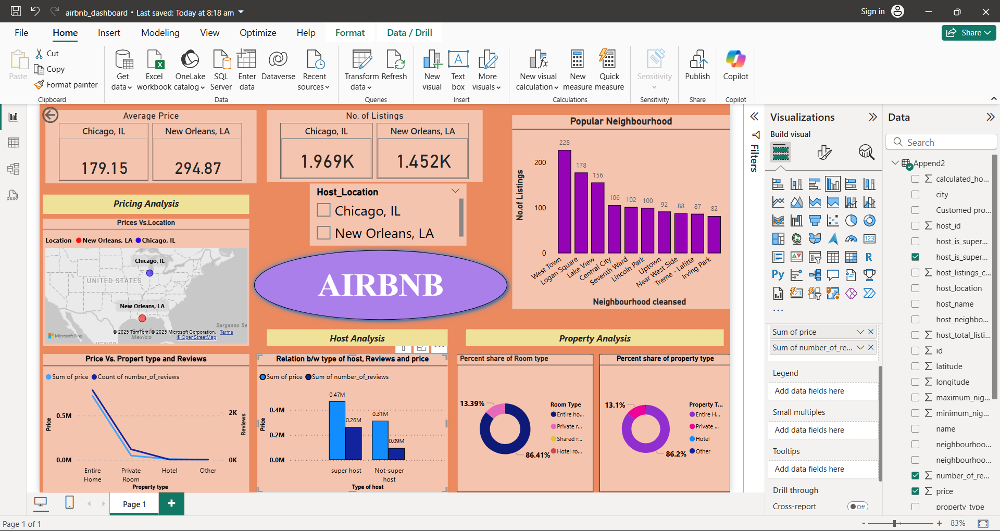 airbnb_dashboard • Last saved: Today at 8:18 am
Sign in
File Home Insert Modeling View Optimize Help Format Data / Drill
Share
Paste
Cut
Copy
Format painter
Clipboard
Get data
Excel workbook
OneLake catalog
SQL Server
Enter data
Dataverse
Recent sources
Data
Transform data
Refresh
Queries
New visual
A
Text box
More visuals
Insert
New visual calculation
New measure
Quick measure
Calculations
Sensitivity
Sensitivity
Publish
Share
Copilot
Copilot
Average Price
Chicago, IL
179.15
New Orleans, LA
294.87
No. of Listings
Chicago, IL
1.969K
New Orleans, LA
1.452K
Host_Location
Chicago, IL
New Orleans, LA
Popular Neighbourhood
No.of Listings
200
100
0
228
178
156
106
102
100
92
88
87
82
West Town
Logan Square
Lake View
Central City
Seventh Ward
Lincoln Park
Uptown
Near West Side
Treme - Lafitte
Irving Park
Neighbourhood cleansed
Pricing Analysis
Prices Vs.Location
Location New Orleans, LA Chicago, IL
Chicago, IL
UNITED STATES
New Orleans, LA
Sargasso Se
Gulf of
Mexico
MEXICO
Microsoft Bing
© 2025 TomTom, © 2025 Microsoft Corporation, Terms
© OpenStreetMap
AIRBNB
Host Analysis
Property Analysis
Price Vs. Propert type and Reviews
Sum of price Count of number_of_reviews
Price
0.5M
0.0M
2K
0K
Reviews
Entire Home
Private Room
Hotel
Other
Property type
Relation b/w type of host, Reviews and price
Sum of price Sum of number_of_reviews
Price
0.4M
0.2M
0.0M
0.47M
0.26M
0.31M
0.09M
super host
Not-super host
Type of host
Percent share of Room type
13.39%
86.41%
Room Type
Entire ho...
Private r...
Shared r...
Hotel ro...
Percent share of property type
13.1%
86.2%
Property T...
Entire H...
Private ...
Hotel
Other
Filters
Visualizations
Build visual
123
R
Py
123
...
Sum of price
Sum of number_of_re...
Legend
Add data fields here
Small multiples
Add data fields here
Tooltips
Add data fields here
Drill through
Cross-report
Off
Data
Search
Append2
calculated_ho...
city
Customed pro...
host_id
host_is_super...
host_is_super...
host_listings_c...
host_location
host_name
host_neighbo...
host_total_listi...
id
latitude
longitude
maximum_nig...
minimum_nig...
name
neighbourhoo...
neighbourhoo...
number_of_re...
price
property_type
DAX
Page 1
Page 1 of 1
- + 83%